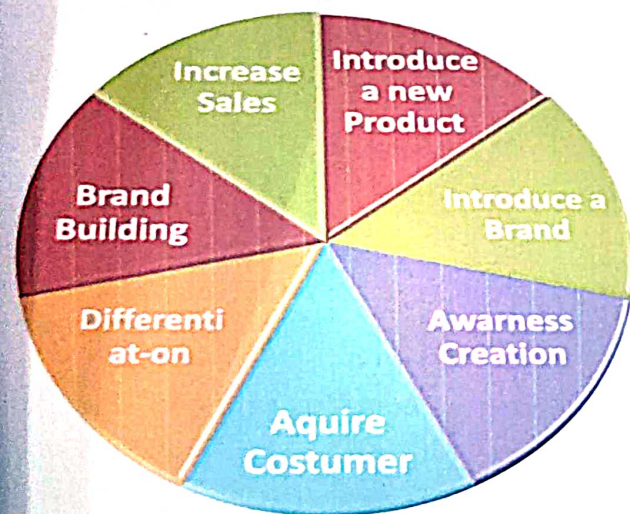 Introduce
a new
Product
Introduce a
Brand
Awarness
Creation
Aquire
Costumer
Differenti
at-on
Brand
Building
Increase
Sales